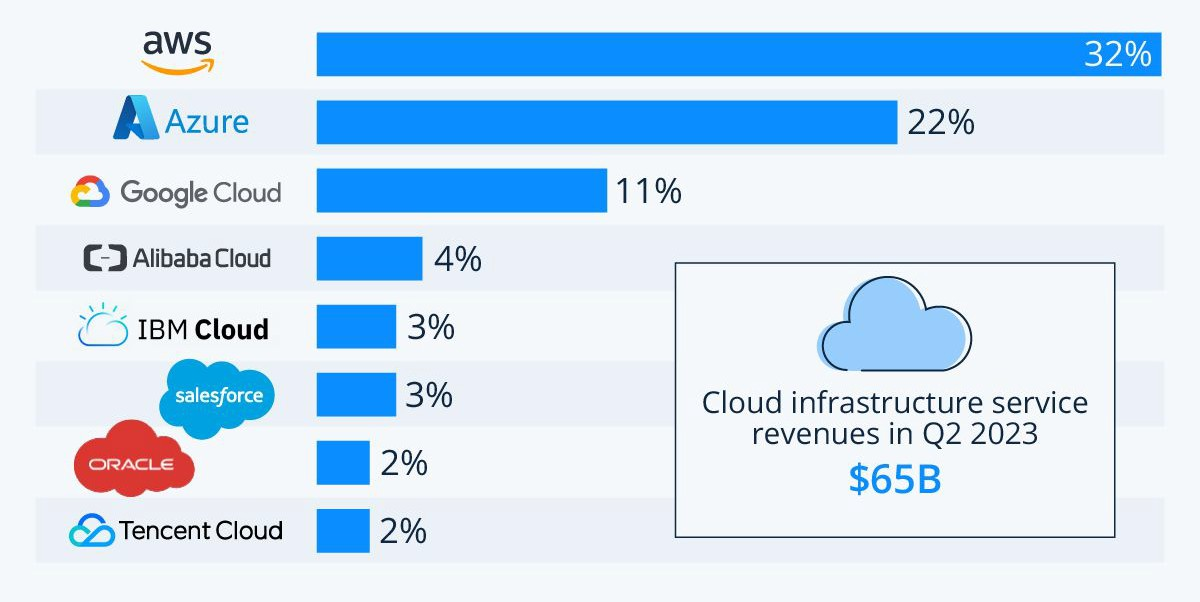 aws
32%
Azure
22%
Google Cloud
11%
Alibaba Cloud
4%
IBM Cloud
3%
salesforce
3%
ORACLE
2%
Tencent Cloud
2%
Cloud infrastructure service
revenues in Q2 2023
$65B